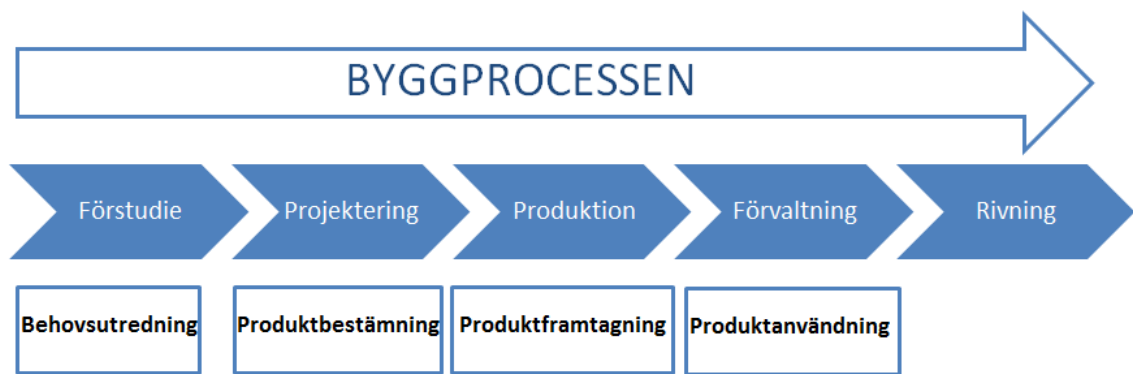 BYGGPROCESSEN
Förstudie
Projektering
Produktion
Förvaltning
Rivning
Behovsutredning
Produktbestämning
Produktframtagning
Produktanvändning